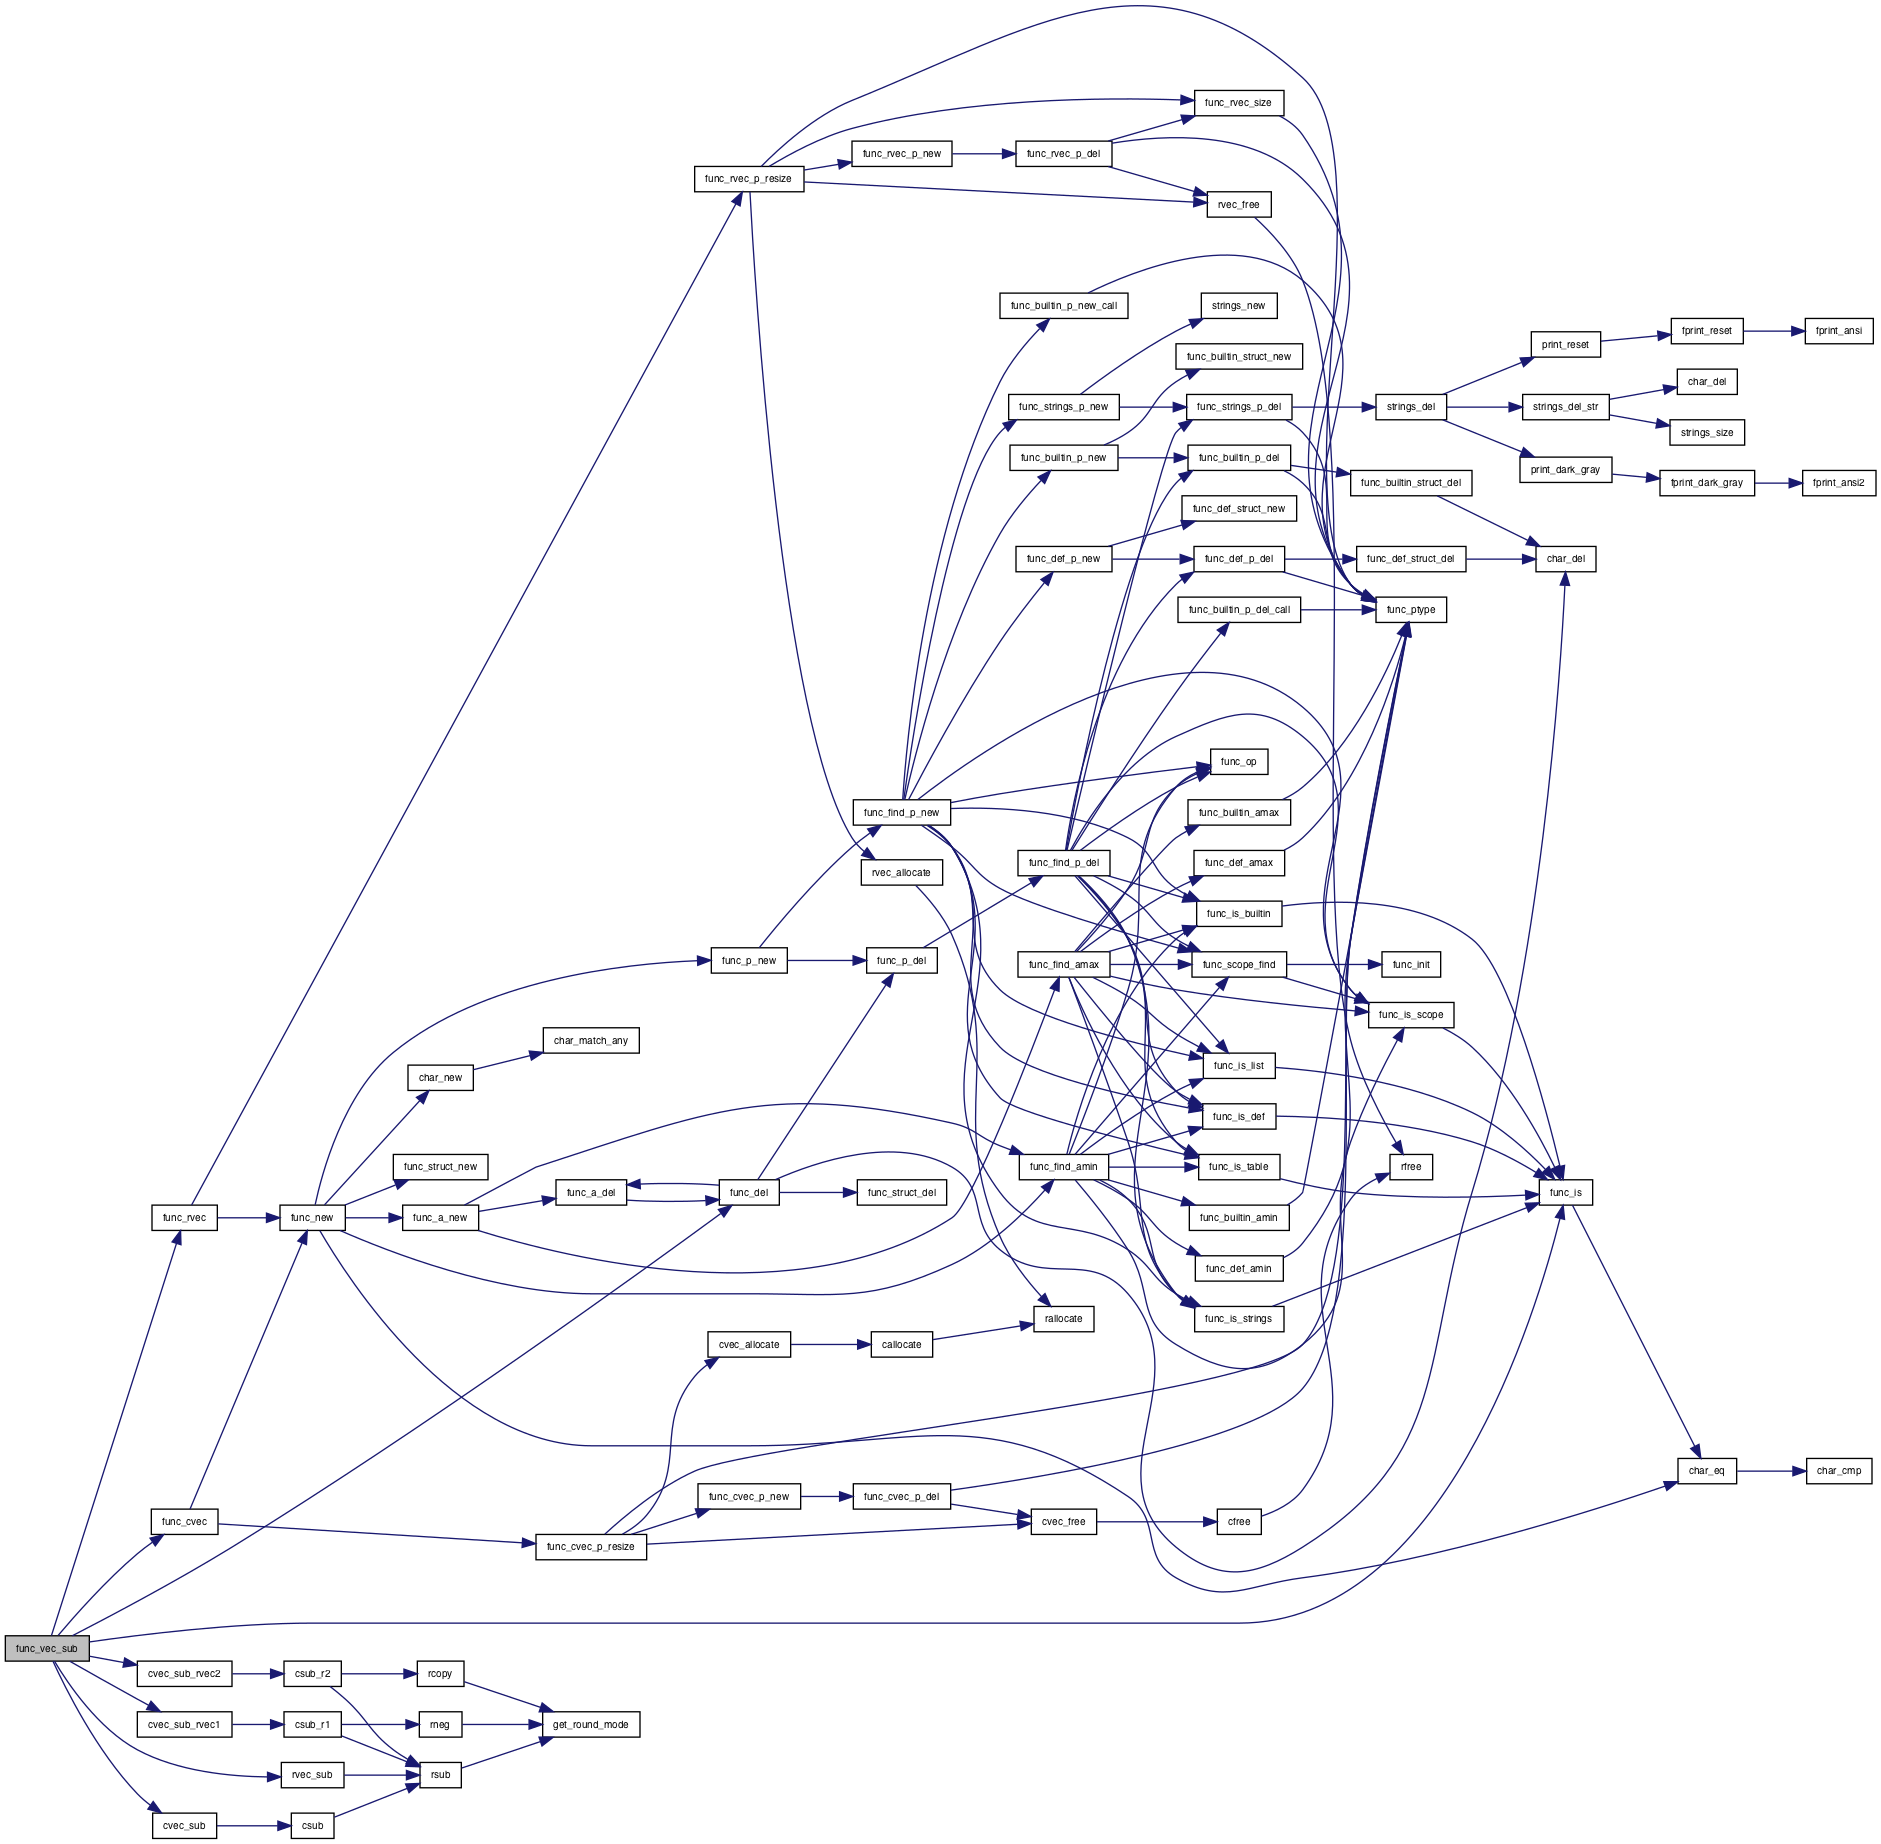 func_rvec_size
func_rvec_p_new
func_rvec_p_del
func_rvec_p_resize
rvec_free
func_builtin_p_new_call
strings_new
print_reset
fprint_reset
fprint_ansi
func_builtin_struct_new
char_del
func_strings_p_new
func_strings_p_del
strings_del
strings_del_str
strings_size
func_builtin_p_new
func_builtin_p_del
print_dark_gray
func_builtin_struct_del
fprint_dark_gray
fprint_ansi2
func_def_struct_new
func_def_p_new
func_def_p_del
func_def_struct_del
char_del
func_builtin_p_del_call
func_ptype
func_op
func_find_p_new
func_builtin_amax
func_find_p_del
func_def_amax
rvec_allocate
func_is_builtin
func_p_new
func_p_del
func_find_amax
func_scope_find
func_init
func_is_scope
char_match_any
func_is_list
char_new
func_is_def
func_struct_new
func_find_amin
func_is_table
rfree
func_a_del
func_del
func_struct_del
func_is
func_rvec
func_new
func_a_new
func_builtin_amin
func_def_amin
rallocate
func_is_strings
cvec_allocate
callocate
char_eq
char_cmp
func_cvec_p_new
func_cvec_p_del
func_cvec
cvec_free
cfree
func_cvec_p_resize
func_vec_sub
cvec_sub_rvec2
csub_r2
rcopy
cvec_sub_rvec1
csub_r1
rneg
get_round_mode
rvec_sub
rsub
cvec_sub
csub